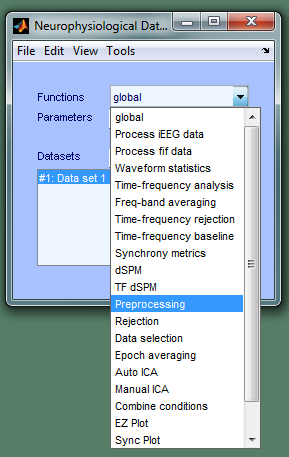 Neurophysiological Dat...
File Edit View Tools
Functions global
Parameters
Datasets
#1: Data set 1
global
Process iEEG data
Process fif data
Waveform statistics
Time-frequency analysis
Freq-band averaging
Time-frequency rejection
Time-frequency baseline
Synchrony metrics
dSPM
TF dSPM
Preprocessing
Rejection
Data selection
Epoch averaging
Auto ICA
Manual ICA
Combine conditions
EZ Plot
Sync Plot